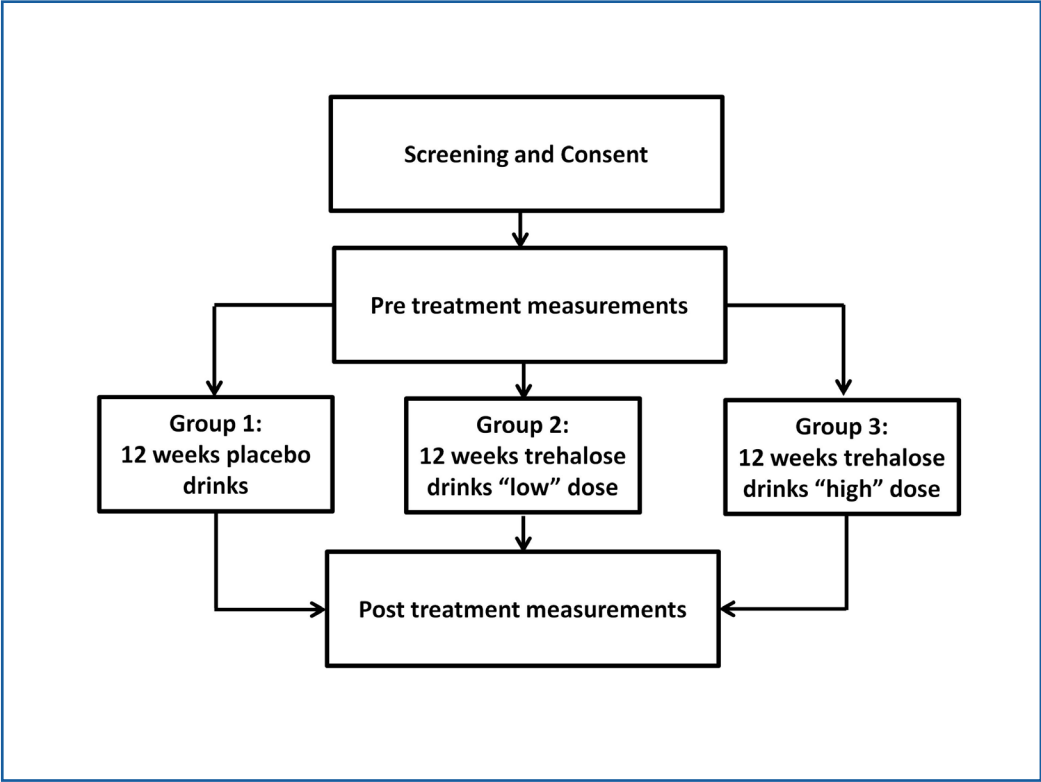 Screening and Consent
Pre treatment measurements
Group 1:
12 weeks placebo
drinks
Group 2:
12 weeks trehalose
drinks “low” dose
Group 3:
12 weeks trehalose
drinks “high” dose
Post treatment measurements